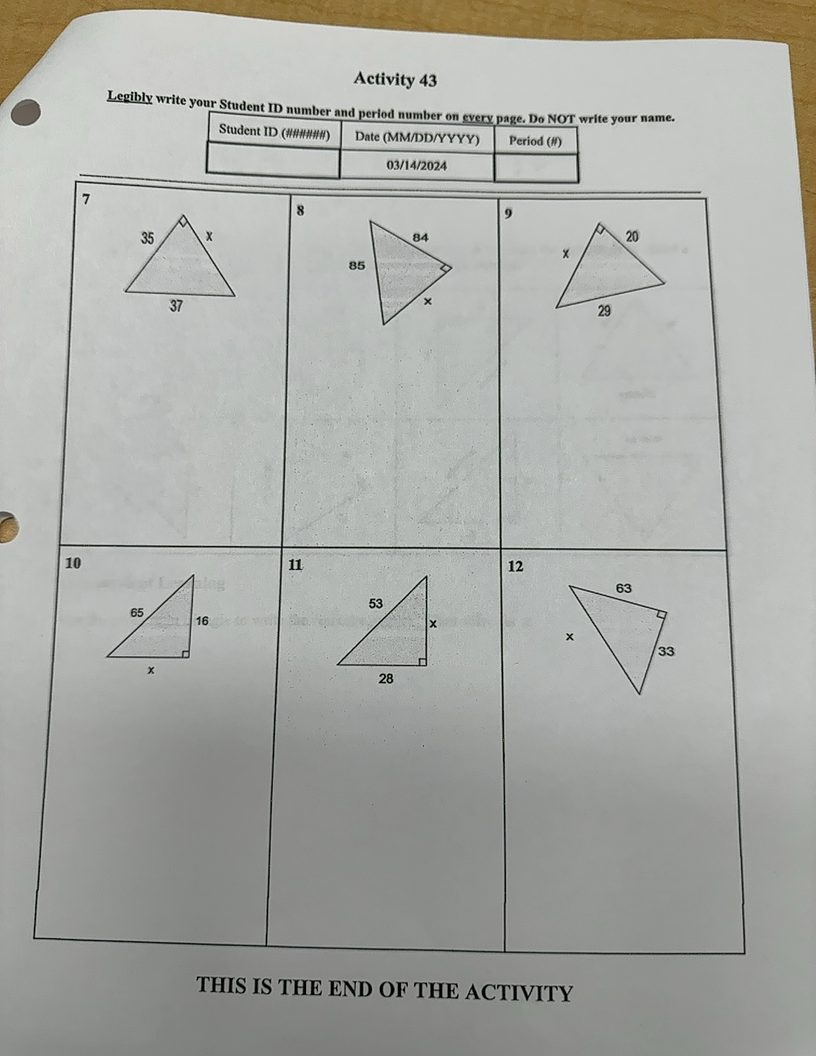 Activity 43
Legibly write your Student ID number and period number on every page. Do NOT write your name.
Student ID (######) Date (MM/DD/YYYY) Period (#)
03/14/2024
7
35 x
37
8
84
85
x
9
20
x
29
10
65
16
x
11
53
x
28
12
63
x
33
THIS IS THE END OF THE ACTIVITY